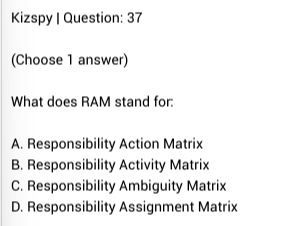 Kizspy | Question: 37
(Choose 1 answer)
What does RAM stand for:
A. Responsibility Action Matrix
B. Responsibility Activity Matrix
C. Responsibility Ambiguity Matrix
D. Responsibility Assignment Matrix